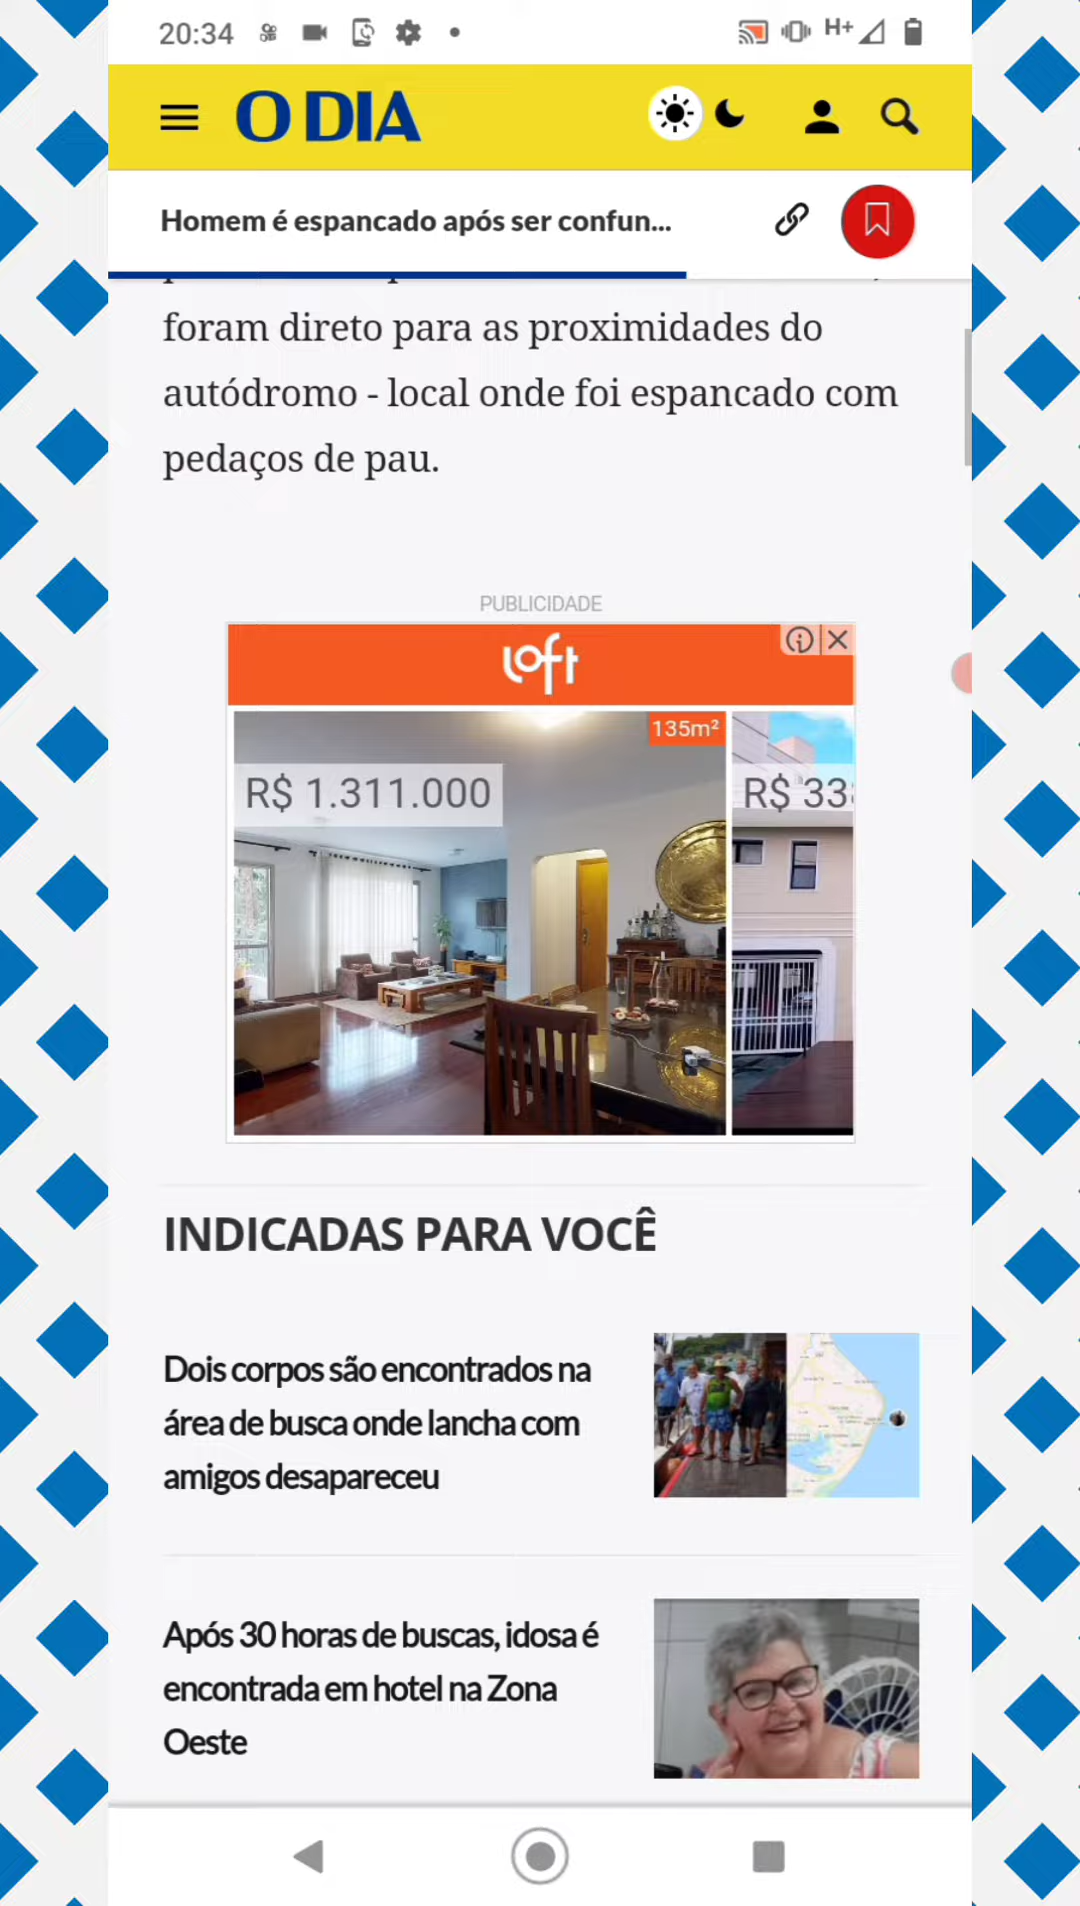 20:34
H+
O DIA
Homem é espancado após ser confun...
foram direto para as proximidades do
autódromo - local onde foi espancado com
pedaços de pau.
PUBLICIDADE
loft
135m²
R$ 1.311.000
R$ 33
INDICADAS PARA VOCÊ
Dois corpos são encontrados na
área de busca onde lancha com
amigos desapareceu
Após 30 horas de buscas, idosa é
encontrada em hotel na Zona
Oeste